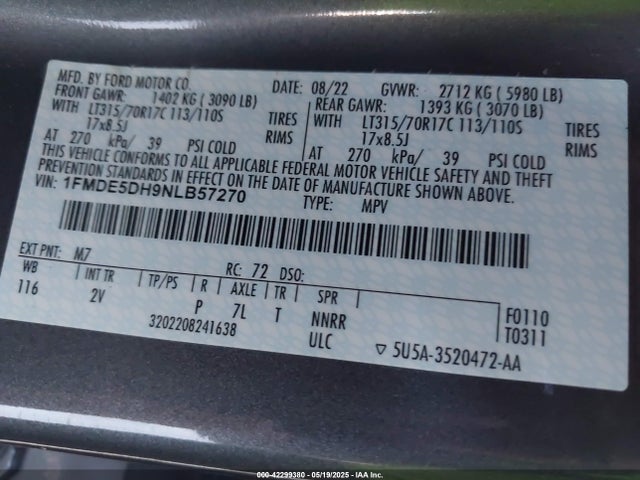 MFD. BY FORD MOTOR CO. DATE: 08/22 GVWR: 2712 KG ( 5980 LB)
FRONT GAWR: 1402 KG ( 3090 LB) REAR GAWR: 1393 KG ( 3070 LB)
WITH LT315/70R17C 113/110S TIRES WITH LT315/70R17C 113/110S TIRES
17x8.5J RIMS 17x8.5J RIMS
AT 270 kPa/ 39 PSI COLD AT 270 kPa/ 39 PSI COLD
THIS VEHICLE CONFORMS TO ALL APPLICABLE FEDERAL MOTOR VEHICLE SAFETY AND THEFT
PREVENTION STANDARDS IN EFFECT ON THE DATE OF MANUFACTURE SHOWN ABOVE.
VIN: 1FMDE5DH9NLB57270 TYPE: MPV
EXT PNT: M7 RC: 72 DSO:
WB INT TR TP/PS R AXLE TR SPR
116 2V P 7L T NNRR F0110
3202208241638 ULC T0311
▽ 5U5A-3520472-AA
000-42299380 - 05/19/2025 - IAA Inc.